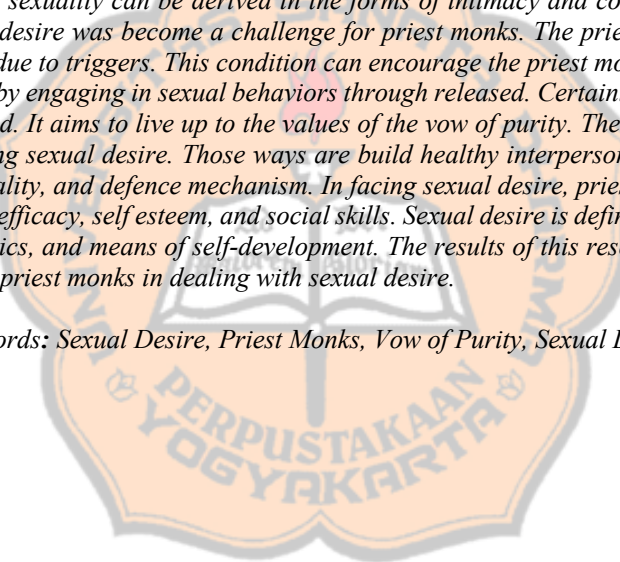 sexuality can be derived in the forms of intimacy and co
desire was become a challenge for priest monks. The prie
due to triggers. This condition can encourage the priest mo
by engaging in sexual behaviors through released. Certain
d. It aims to live up to the values of the vow of purity. The
ng sexual desire. Those ways are build healthy interperson
ality, and defence mechanism. In facing sexual desire, prie
efficacy, self esteem, and social skills. Sexual desire is defin
ics, and means of self-development. The results of this res
priest monks in dealing with sexual desire.
ords: Sexual Desire, Priest Monks, Vow of Purity, Sexual D
UNIVERSITAS SANATA DHARMA
PERPUSTAKAAN
YOGYAKARTA